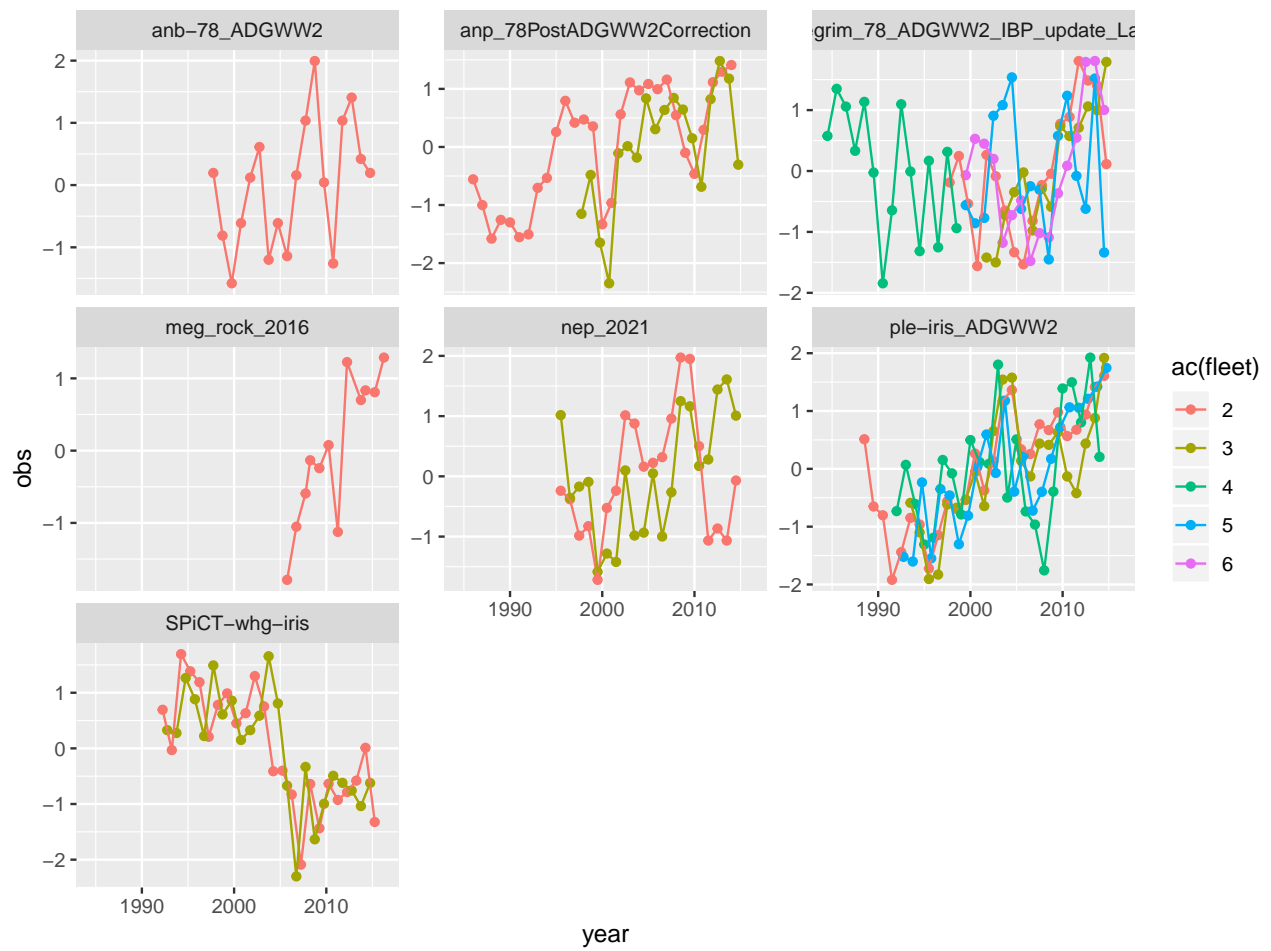 anb−78_ADGWW2
anp_78PostADGWW2Correction
egrim_78_ADGWW2_IBP_update_La
2
1
0
−1
1
0
−1
−2
1
0
−1
−2
meg_rock_2016
nep_2021
ple−iris_ADGWW2
1
0
−1
2
1
0
−1
2
1
0
−1
−2
1990 2000 2010
1990 2000 2010
SPiCT−whg−iris
1
0
−1
−2
1990 2000 2010
year
obs
ac(fleet)
2
3
4
5
6